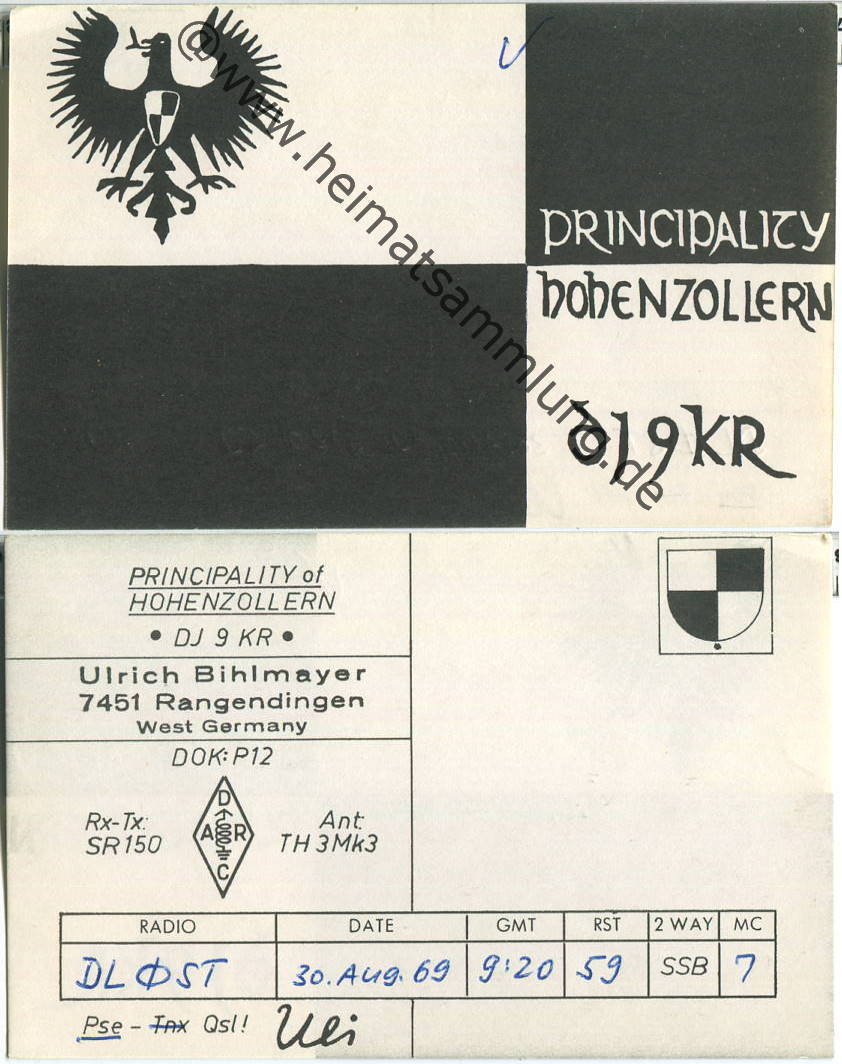 @www.heimatsammlung.de
PRINCIPALITY
HOHENZOLLERN
DJ9KR
PRINCIPALITY of
HOHENZOLLERN
• DJ 9 KR •
Ulrich Bihlmayer
7451 Rangendingen
West Germany
DOK: P12
D
A R
C
Rx-Tx:
SR150
Ant.
TH3Mk3
RADIO DATE GMT RST 2 WAY MC
DLØST 30. Aug. 69 9:20 59 SSB 7
Pse - Tnx Qsl! Uli